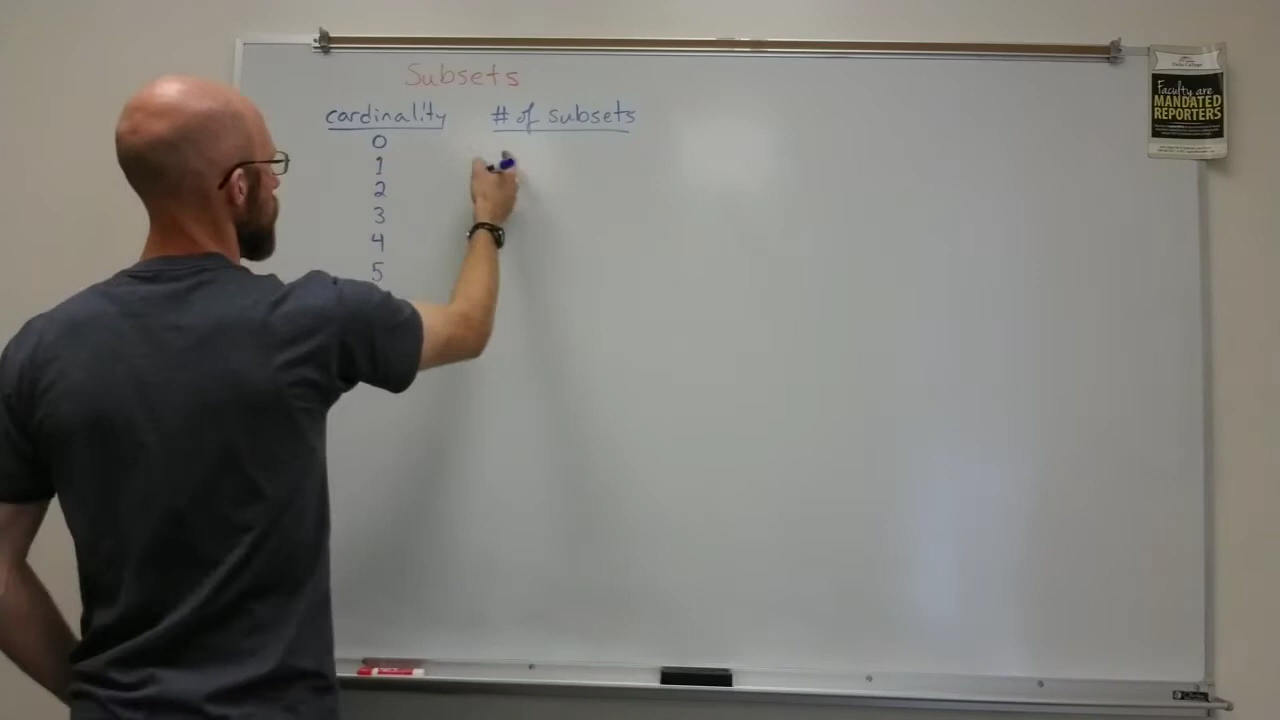 Subsets
cardinality # of subsets
0
1
2
3
4
5
Faculty are
MANDATED
REPORTERS